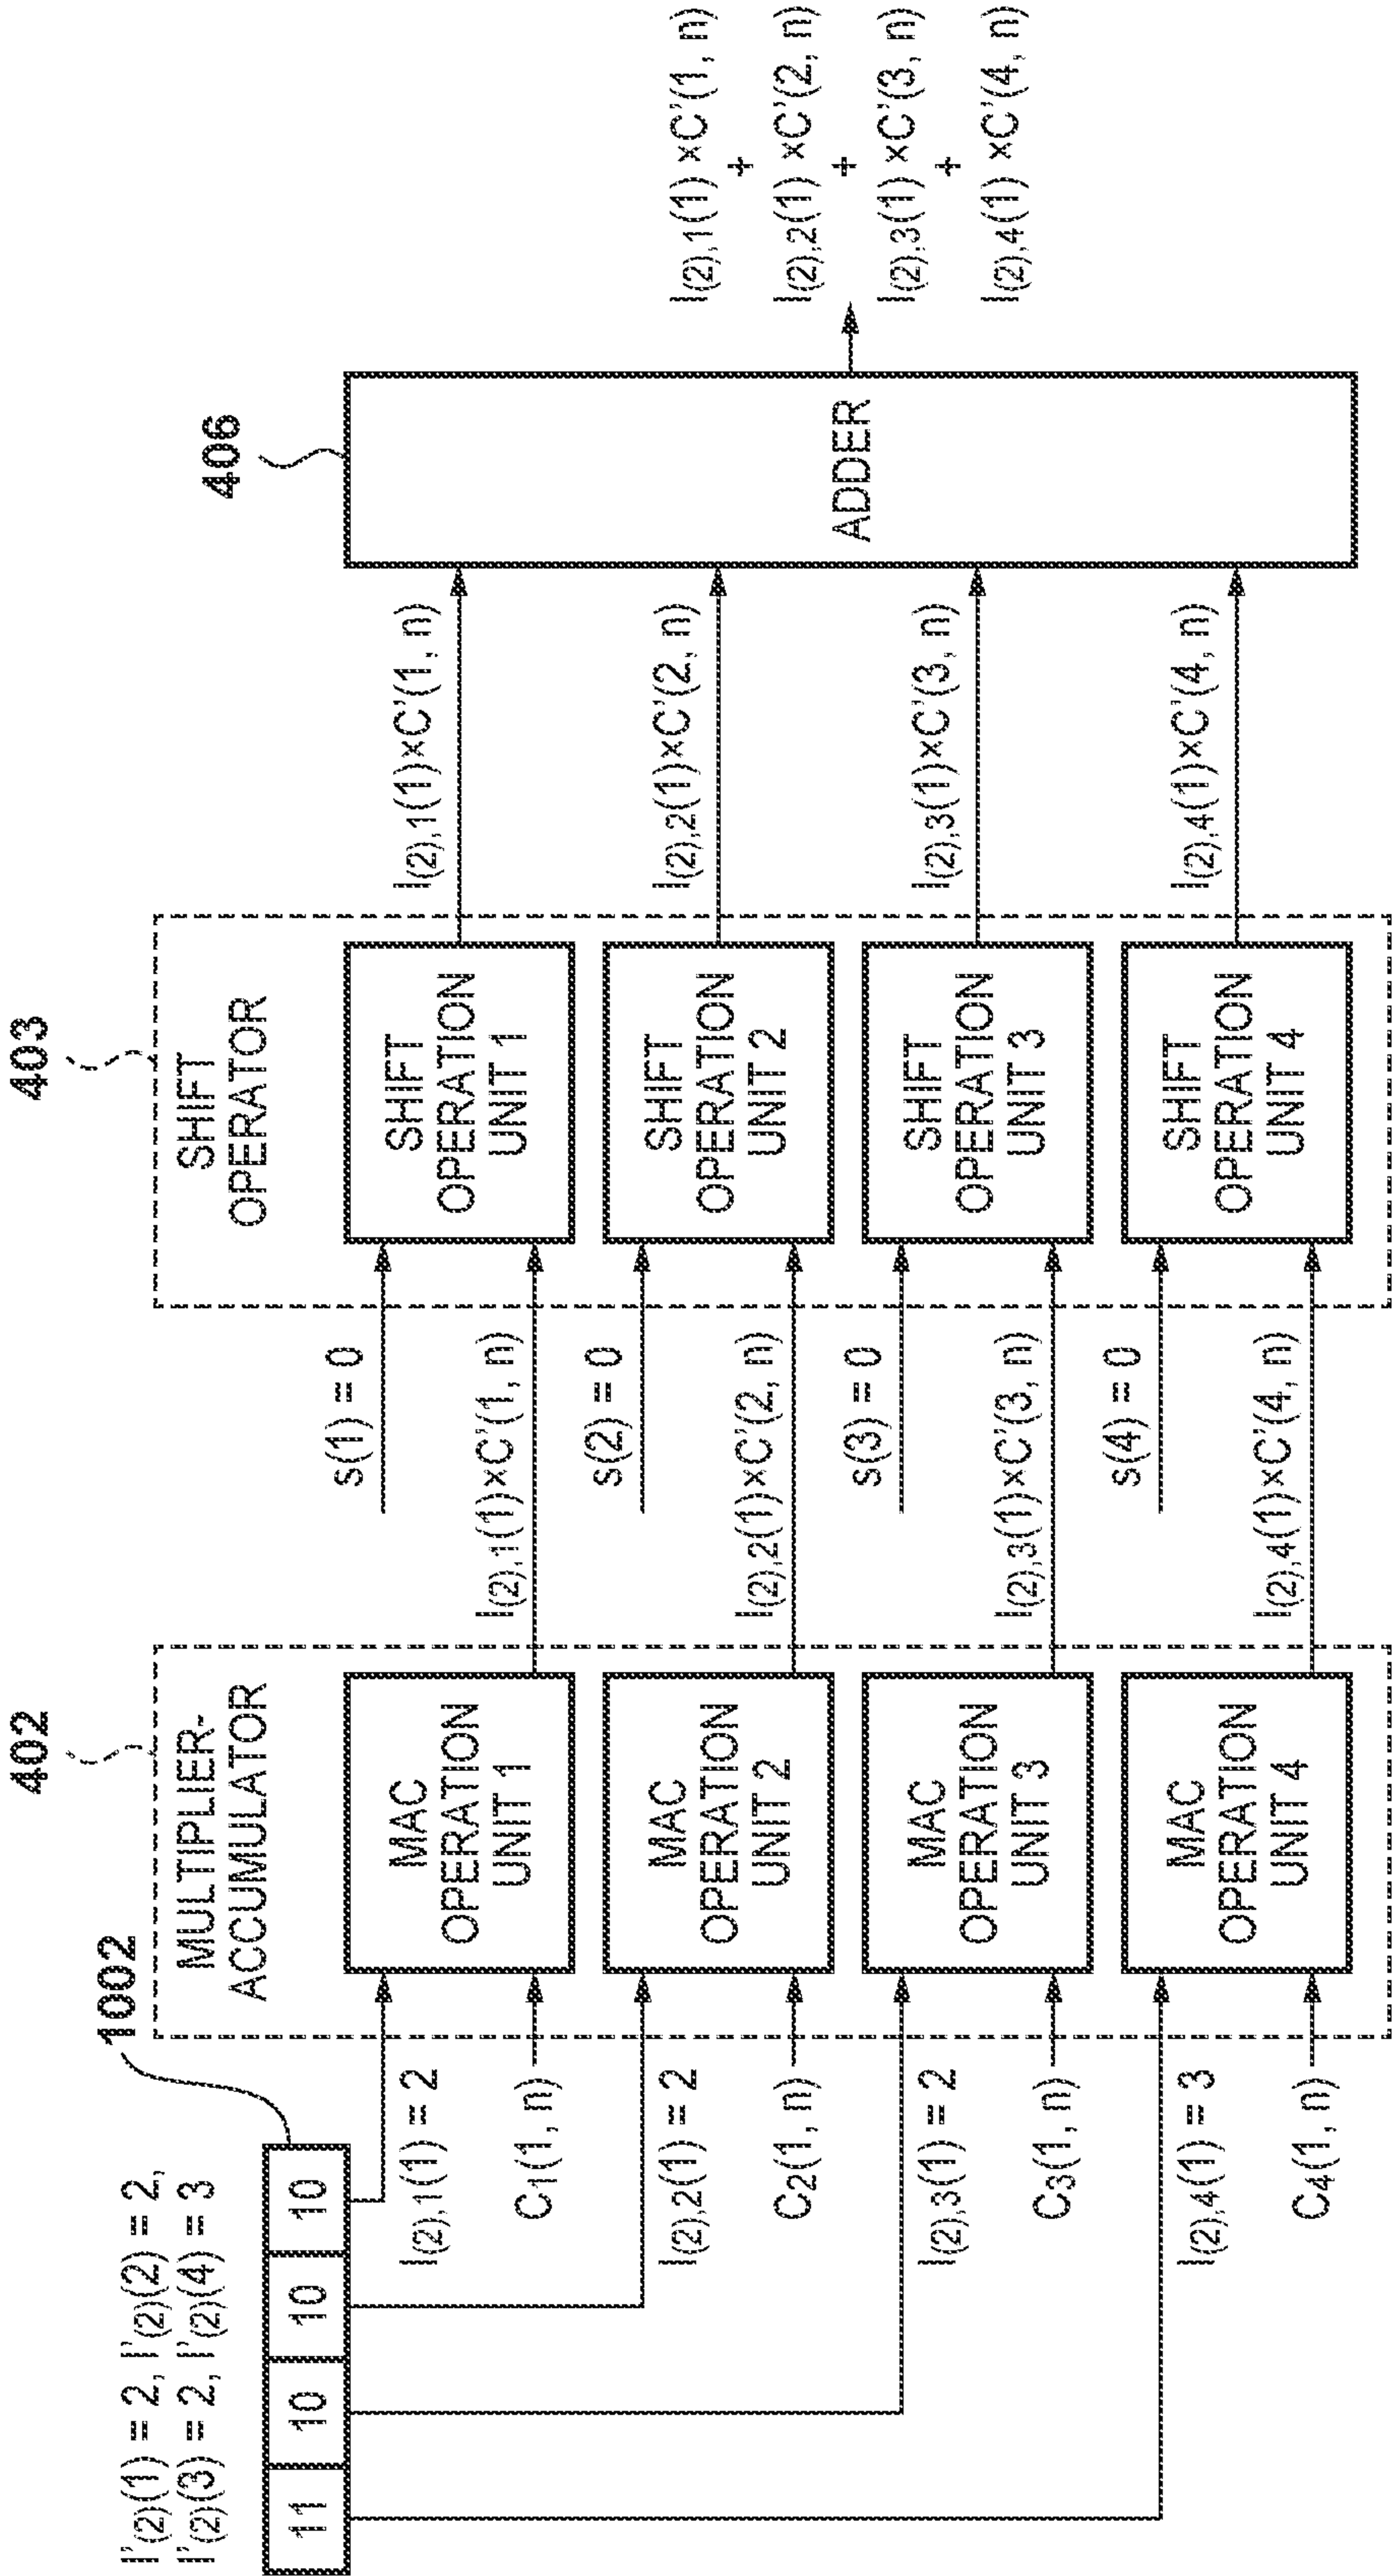 I'(2)(1) = 2, I'(2)(2) = 2,
I'(2)(3) = 2, I'(2)(4) = 3
11 10 10 10
1002
402
MULTIPLIER-
ACCUMULATOR
I(2),1(1) = 2
C1(1, n)
MAC
OPERATION
UNIT 1
I(2),2(1) = 2
C2(1, n)
MAC
OPERATION
UNIT 2
I(2),3(1) = 2
C3(1, n)
MAC
OPERATION
UNIT 3
I(2),4(1) = 3
C4(1, n)
MAC
OPERATION
UNIT 4
s(1) = 0
I(2),1(1)×C'(1, n)
s(2) = 0
I(2),2(1)×C'(2, n)
s(3) = 0
I(2),3(1)×C'(3, n)
s(4) = 0
I(2),4(1)×C'(4, n)
403
SHIFT
OPERATOR
SHIFT
OPERATION
UNIT 1
SHIFT
OPERATION
UNIT 2
SHIFT
OPERATION
UNIT 3
SHIFT
OPERATION
UNIT 4
I(2),1(1)×C'(1, n)
I(2),2(1)×C'(2, n)
I(2),3(1)×C'(3, n)
I(2),4(1)×C'(4, n)
406
ADDER
I(2),1(1) ×C'(1, n)
+
I(2),2(1) ×C'(2, n)
+
I(2),3(1) ×C'(3, n)
+
I(2),4(1) ×C'(4, n)